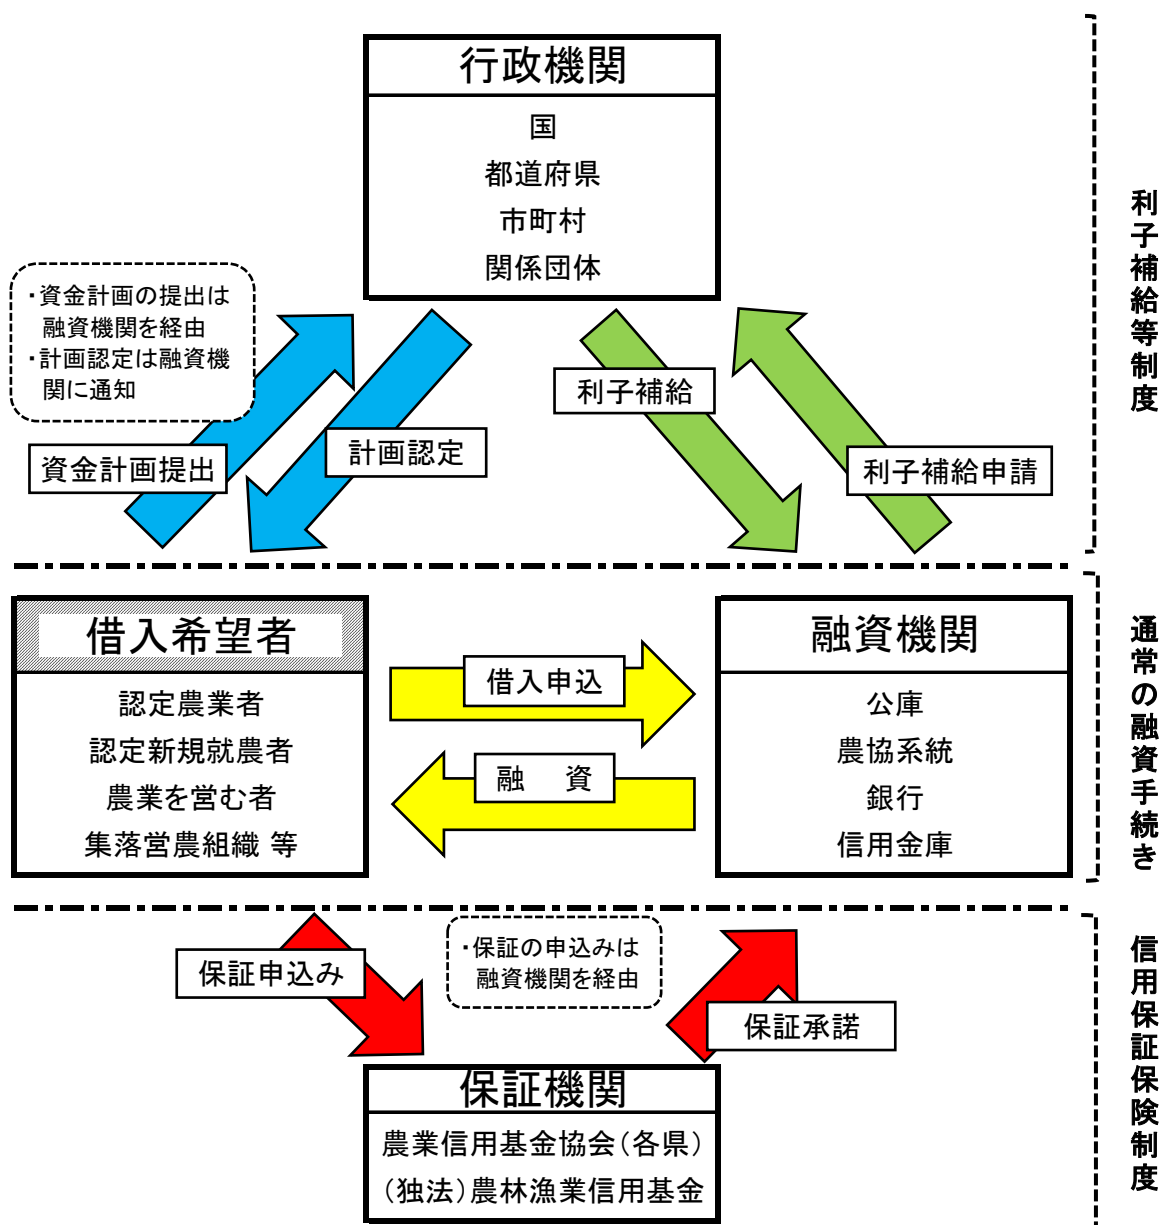 行政機関
国
都道府県
市町村
関係団体
・資金計画の提出は
融資機関を経由
・計画認定は融資機
関に通知
資金計画提出
計画認定
利子補給
利子補給申請
利子補給等制度
借入希望者
認定農業者
認定新規就農者
農業を営む者
集落営農組織 等
借入申込
融　資
融資機関
公庫
農協系統
銀行
信用金庫
通常の融資手続き
保証申込み
・保証の申込みは
融資機関を経由
保証承諾
保証機関
農業信用基金協会(各県)
(独法)農林漁業信用基金
信用保証保険制度